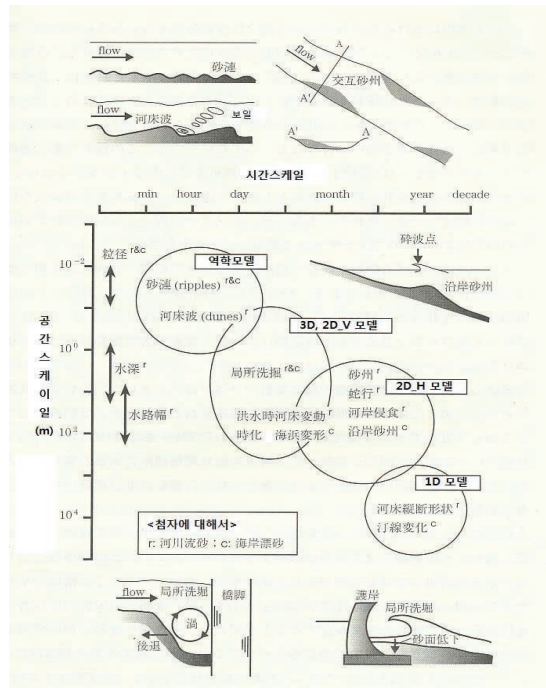 flow
砂漣
flow
河床波
보일
flow
A
交互砂州
A'
A'
A
시간스케일
min hour day month year decade
공간스케이일(m)
10⁻²
10⁰
10²
10⁴
粒径 r&c
역학모델
砂漣 (ripples) r&c
河床波 (dunes) r
砕波点
沿岸砂州
3D, 2D_V 모델
水深 r
水路幅 r
局所洗掘 r&c
洪水時河床変動 r
時化 海浜変形 c
2D_H 모델
砂州 r
蛇行 r
河岸侵食 r
沿岸砂州 c
1D 모델
河床縦断形状 r
汀線変化 c
<첨자에 대해서>
r: 河川流砂 ; c: 海岸漂砂
flow
局所洗堀
橋脚
渦
後退
護岸
局所洗堀
砂面低下